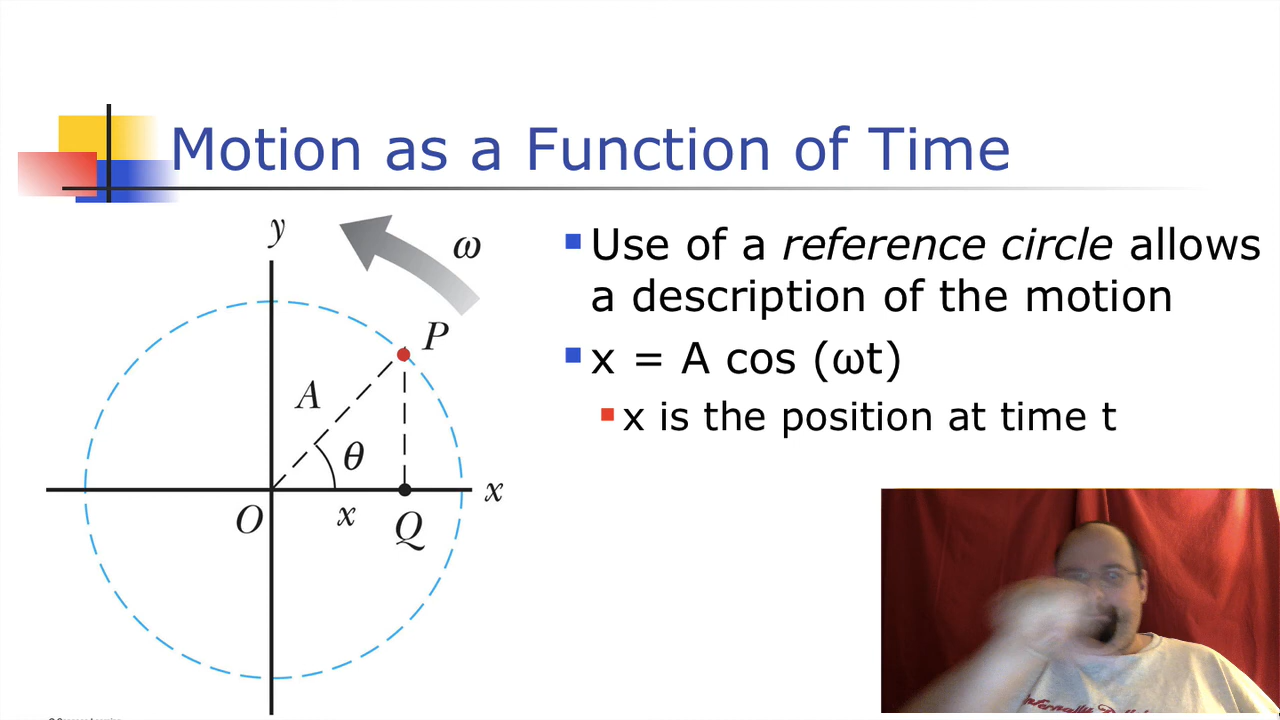 Motion as a Function of Time
y
ω
P
A
θ
x
O
x
Q
Use of a reference circle allows
a description of the motion
x = A cos (ωt)
x is the position at time t